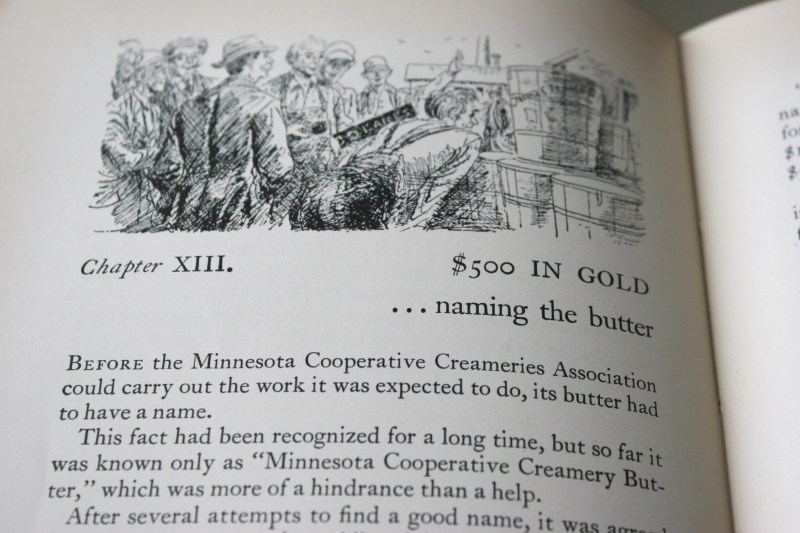 Chapter XIII.
$500 IN GOLD
... naming the butter
BEFORE the Minnesota Cooperative Creameries Association
could carry out the work it was expected to do, its butter had
to have a name.
This fact had been recognized for a long time, but so far it
was known only as "Minnesota Cooperative Creamery But-
ter," which was more of a hindrance than a help.
After several attempts to find a good name, it was agreed